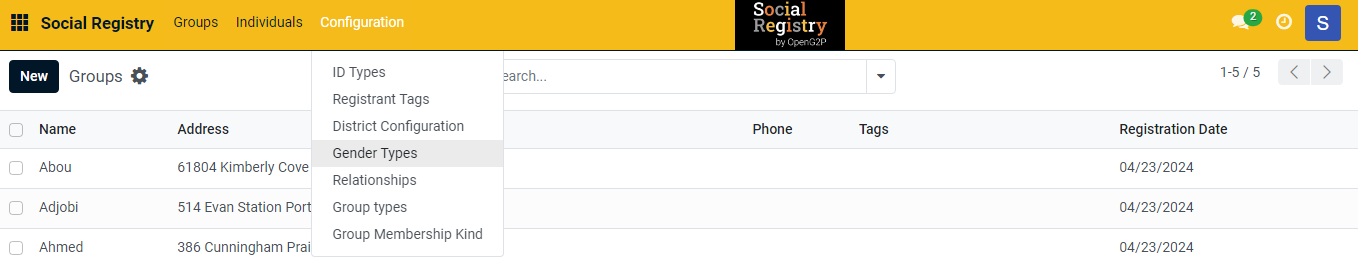 Social Registry Groups Individuals Configuration
Social
Registry
by OpenG2P
2
S
New Groups
earch...
1-5 / 5
ID Types
Registrant Tags
District Configuration
Gender Types
Relationships
Group types
Group Membership Kind
Name Address Phone Tags Registration Date
Abou 61804 Kimberly Cove 04/23/2024
Adjobi 514 Evan Station Port 04/23/2024
Ahmed 386 Cunningham Prai 04/23/2024